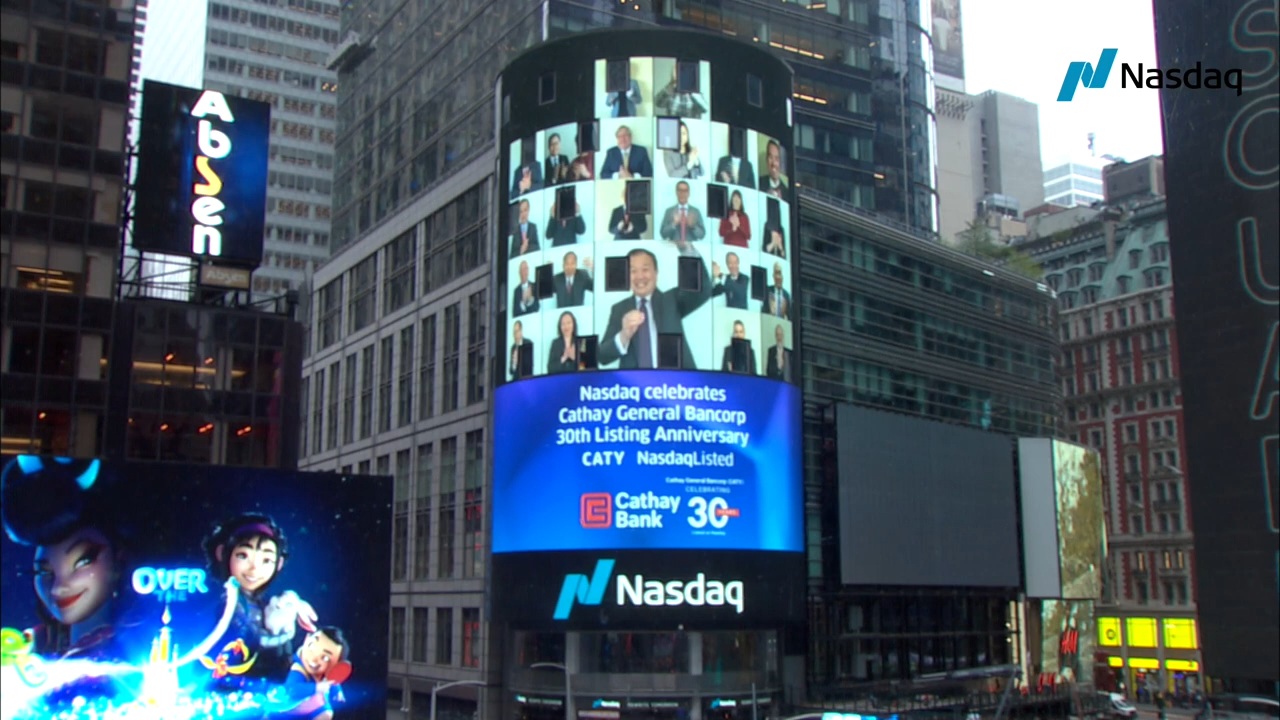 Nasdaq
Absen
Nasdaq celebrates
Cathay General Bancorp
30th Listing Anniversary
CATY NasdaqListed
Cathay General Bancorp (CATY)
CELEBRATING
Cathay
Bank
30
YEARS
Nasdaq
OVER
THE
H&M